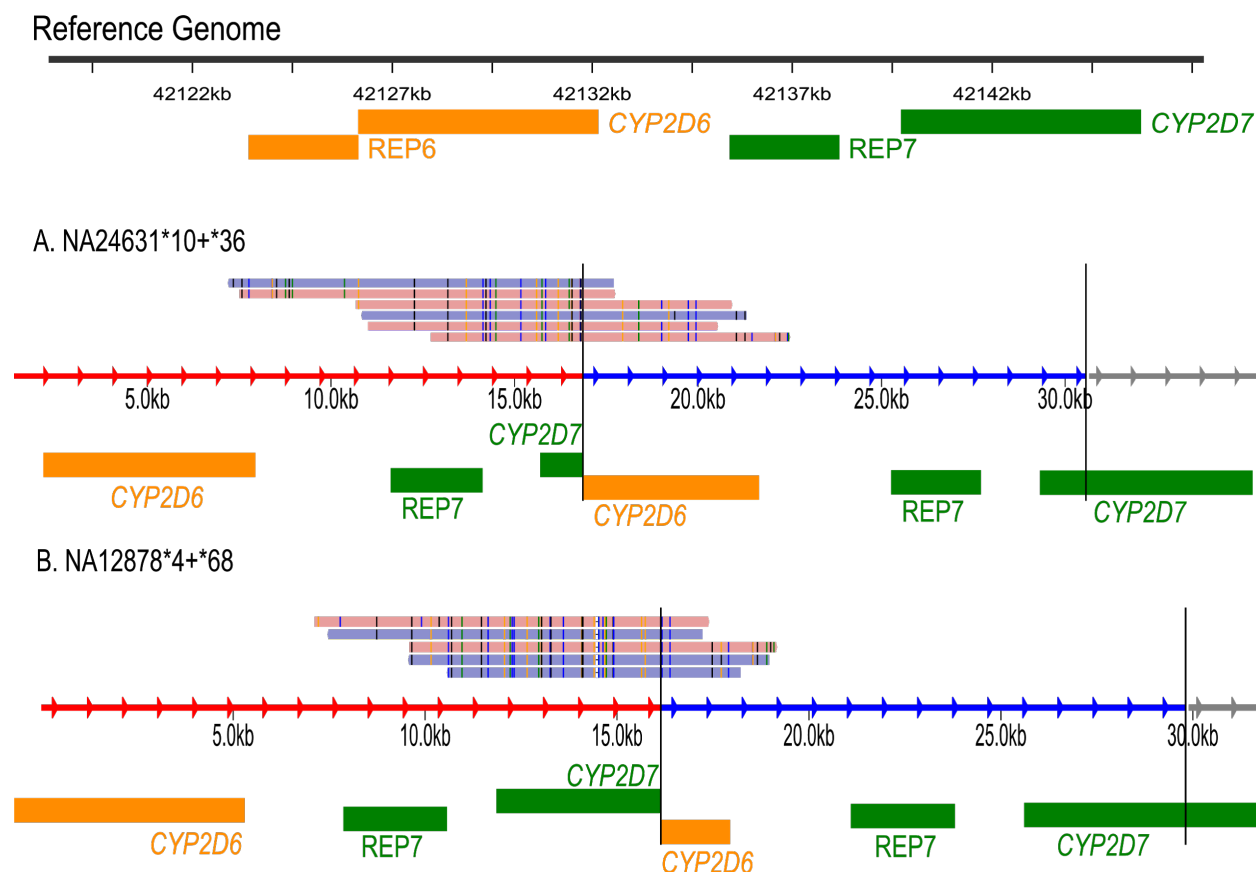 Reference Genome
42122kb 42127kb 42132kb 42137kb 42142kb
CYP2D6 CYP2D7
REP6 REP7
A. NA24631*10+*36
5.0kb 10.0kb 15.0kb 20.0kb 25.0kb 30.0kb
CYP2D7
CYP2D6 REP7 CYP2D6 REP7 CYP2D7
B. NA12878*4+*68
5.0kb 10.0kb 15.0kb 20.0kb 25.0kb 30.0kb
CYP2D7
CYP2D6 REP7 CYP2D6 REP7 CYP2D7